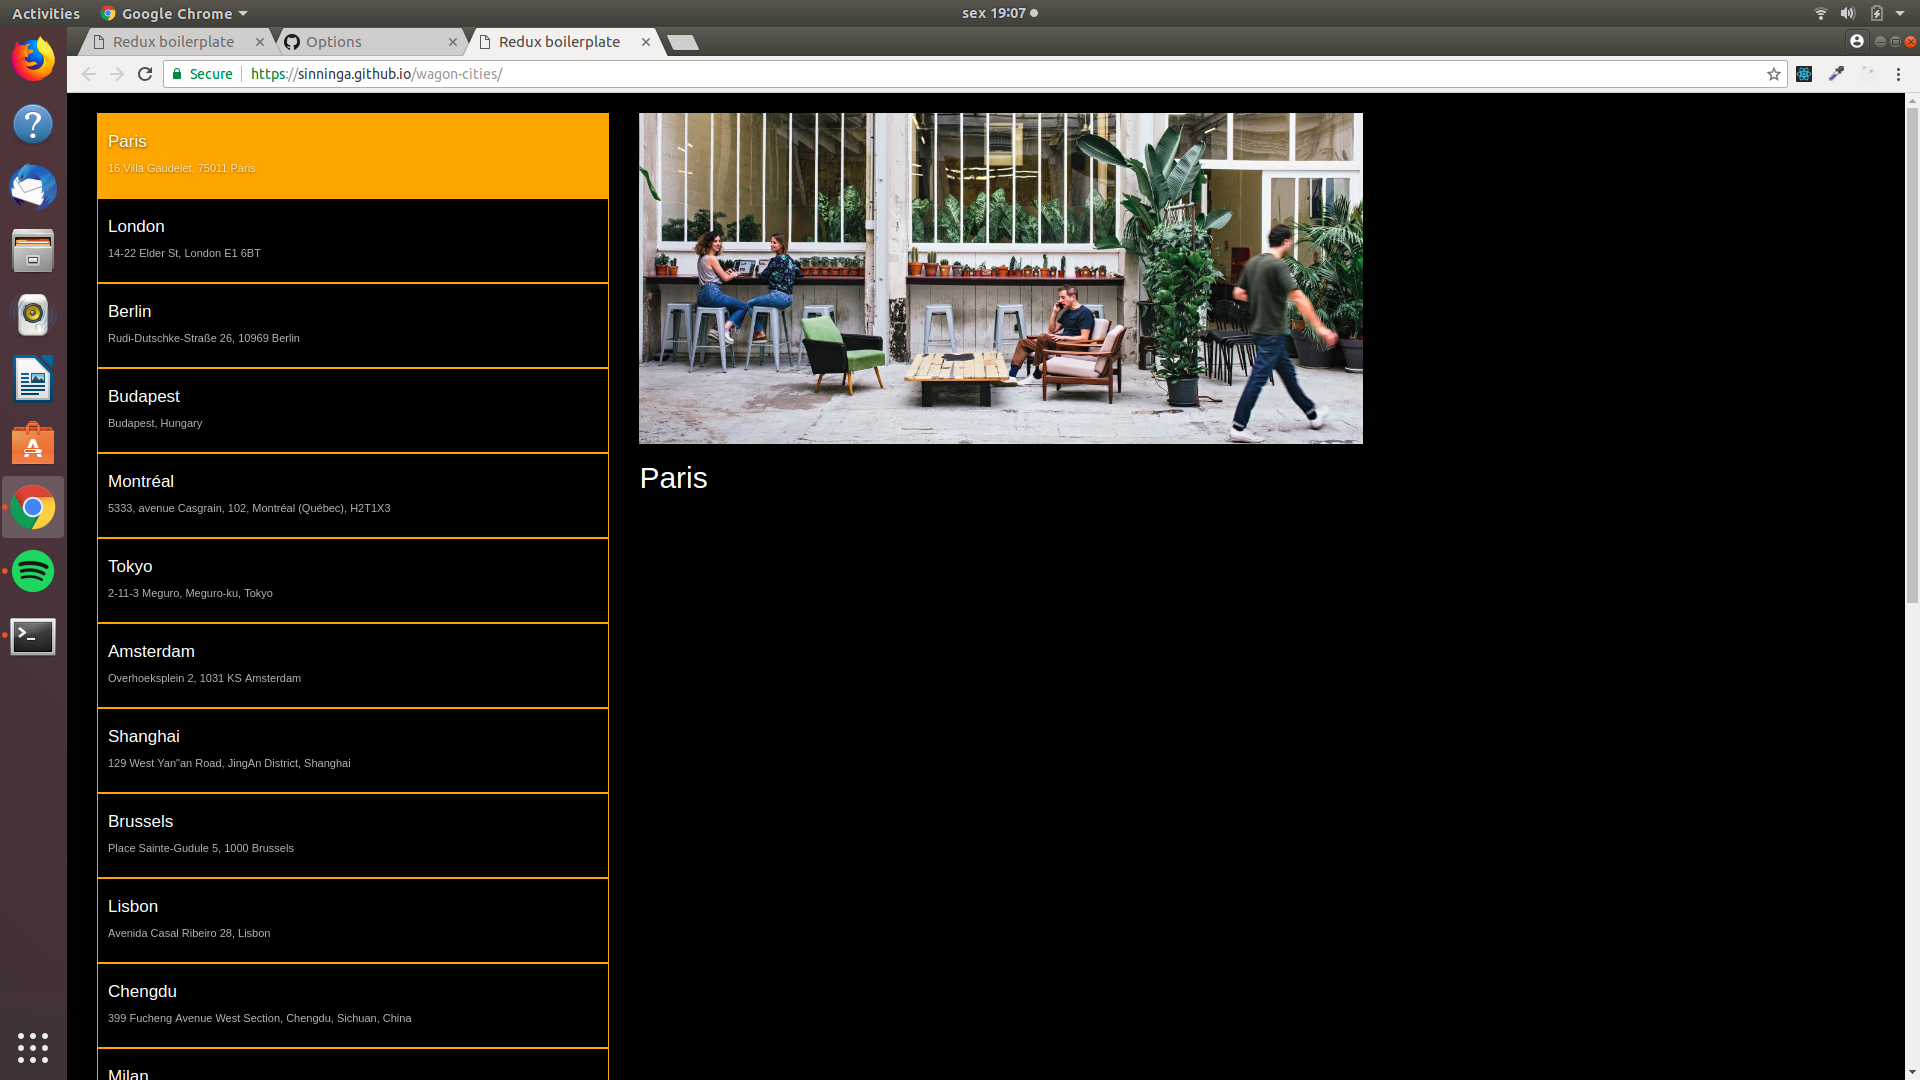 Activities
Google Chrome
sex 19:07
Redux boilerplate
Options
Redux boilerplate
Secure
https://sinninga.github.io/wagon-cities/
Paris
16 Villa Gaudelet, 75011 Paris
London
14-22 Elder St, London E1 6BT
Berlin
Rudi-Dutschke-Straße 26, 10969 Berlin
Budapest
Budapest, Hungary
Montréal
5333, avenue Casgrain, 102, Montréal (Québec), H2T1X3
Tokyo
2-11-3 Meguro, Meguro-ku, Tokyo
Amsterdam
Overhoeksplein 2, 1031 KS Amsterdam
Shanghai
129 West Yan"an Road, JingAn District, Shanghai
Brussels
Place Sainte-Gudule 5, 1000 Brussels
Lisbon
Avenida Casal Ribeiro 28, Lisbon
Chengdu
399 Fucheng Avenue West Section, Chengdu, Sichuan, China
Milan
Paris